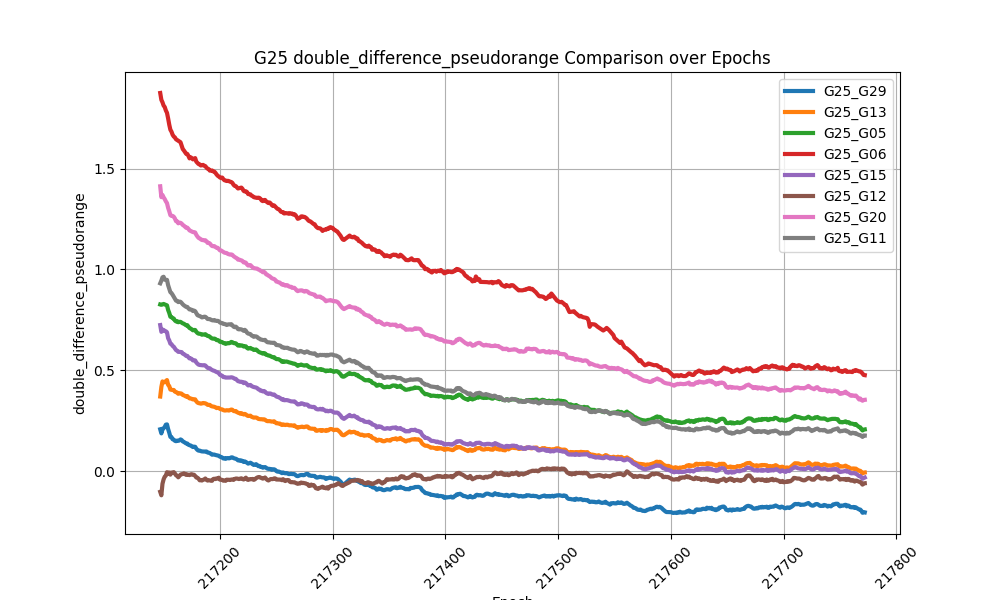 G25 double_difference_pseudorange Comparison over Epochs
double_difference_pseudorange
1.5
1.0
0.5
0.0
G25_G29
G25_G13
G25_G05
G25_G06
G25_G15
G25_G12
G25_G20
G25_G11
217200
217300
217400
217500
217600
217700
217800
Epoch